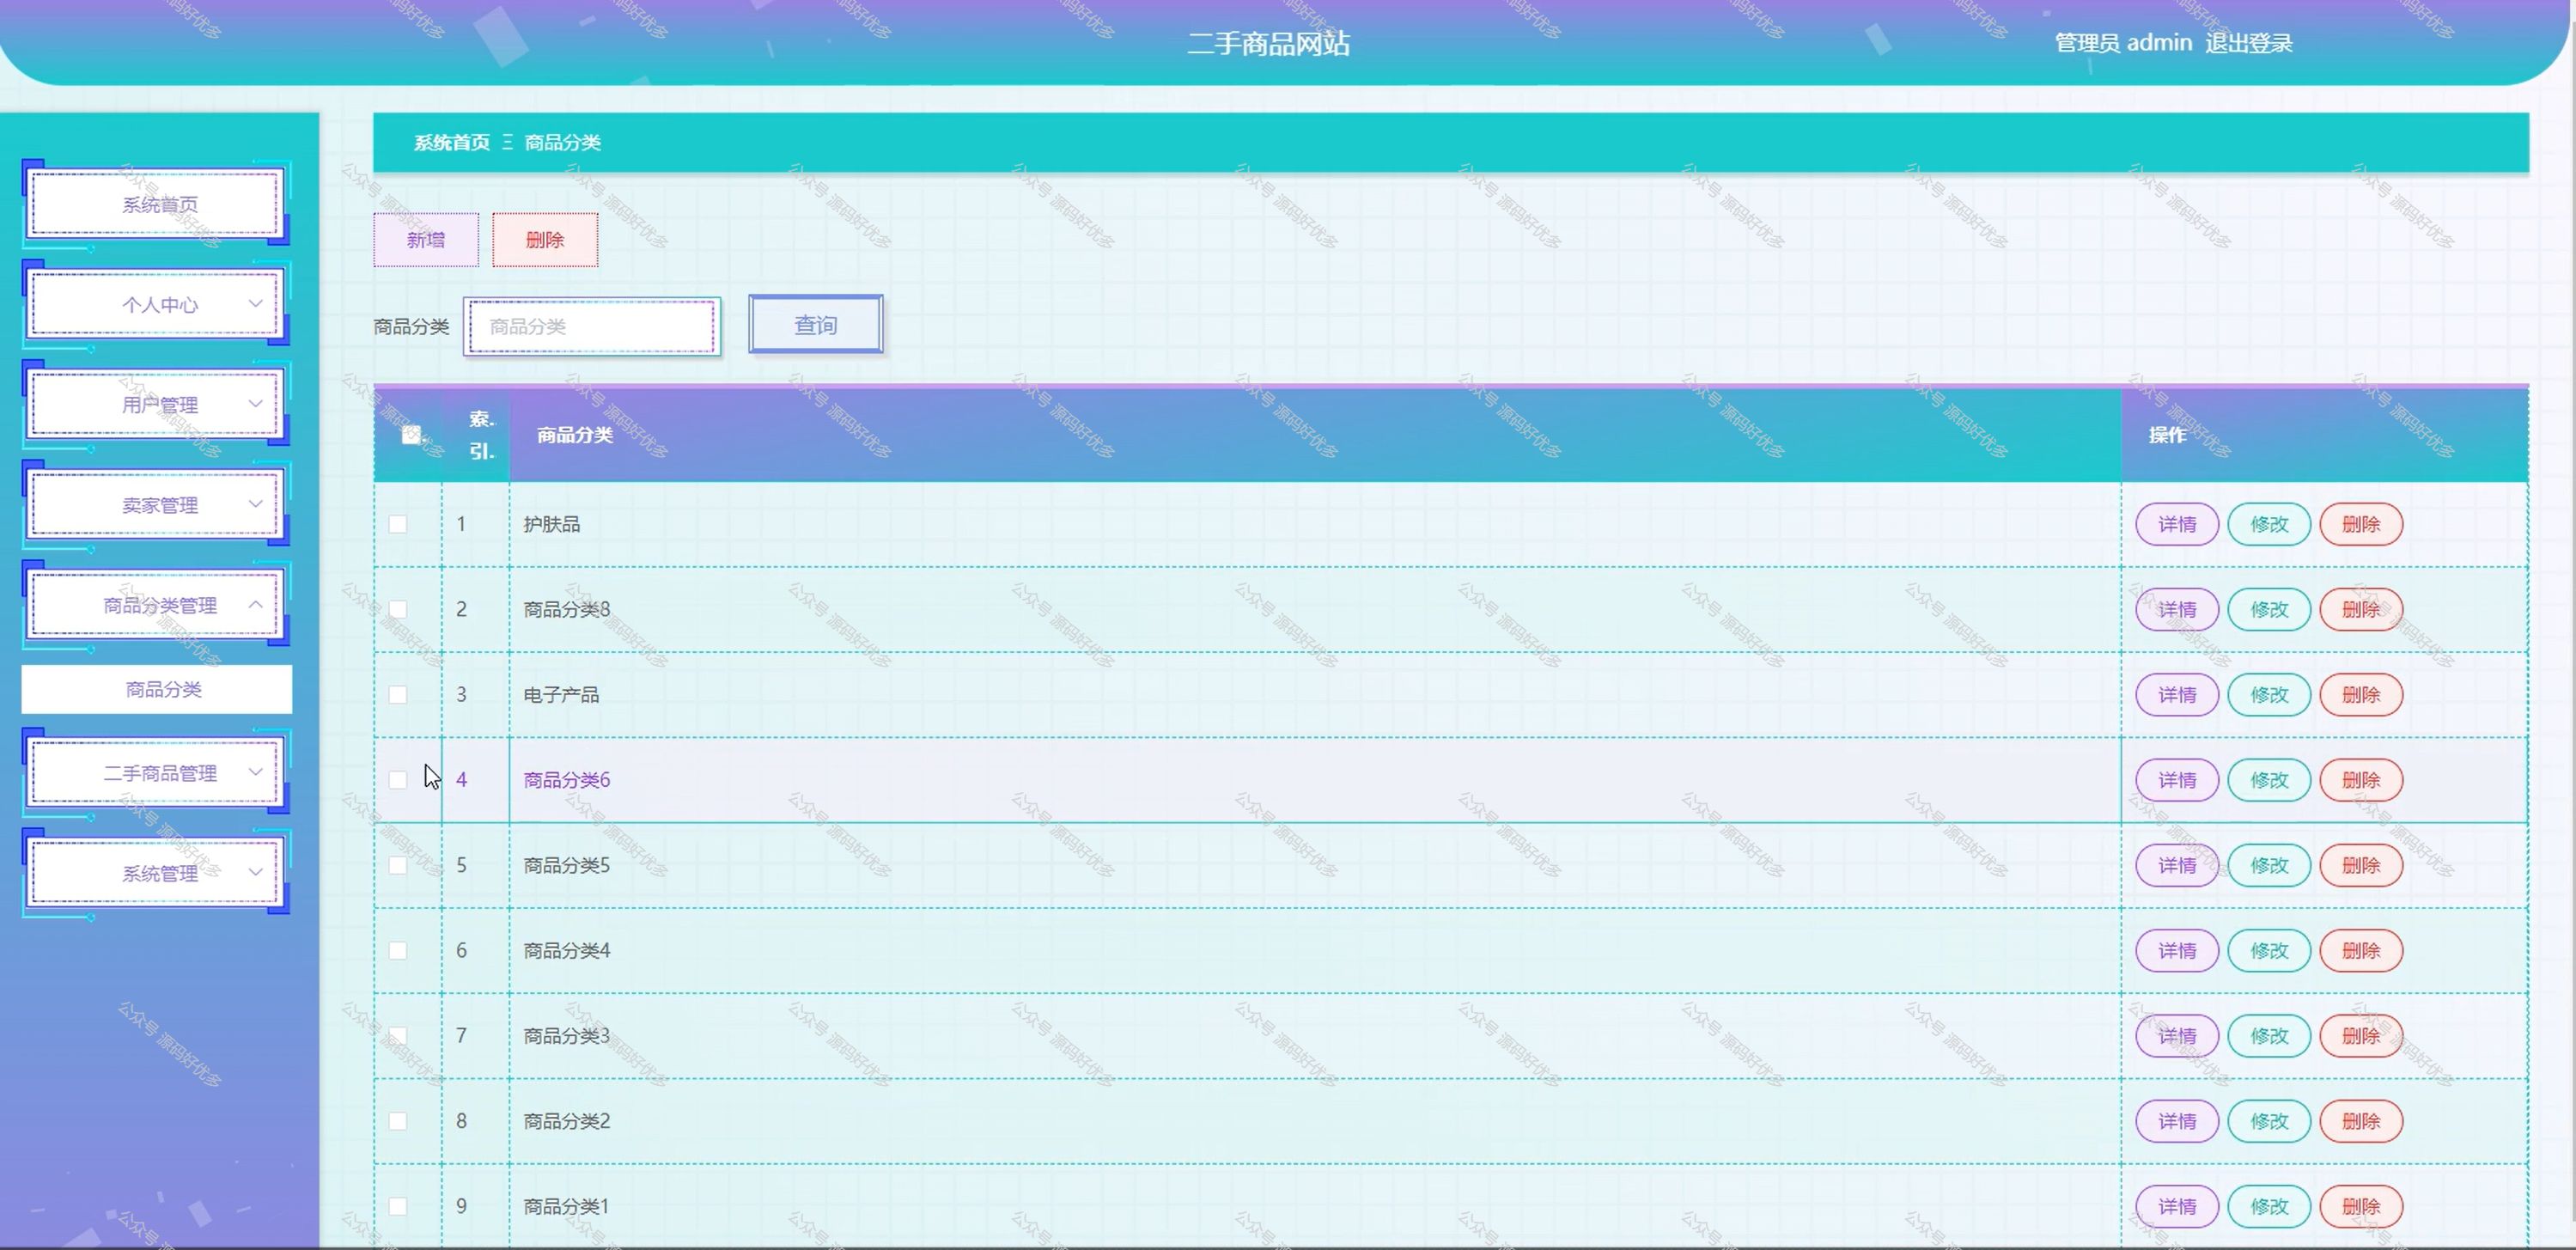 二手商品网站
管理员 admin 退出登录
系统首页
个人中心
用户管理
卖家管理
商品分类管理
商品分类
二手商品管理
系统管理
系统首页 Ξ 商品分类
新增 删除
商品分类 商品分类 查询
索.
引.
商品分类 操作
1 护肤品 详情 修改 删除
2 商品分类8 详情 修改 删除
3 电子产品 详情 修改 删除
4 商品分类6 详情 修改 删除
5 商品分类5 详情 修改 删除
6 商品分类4 详情 修改 删除
7 商品分类3 详情 修改 删除
8 商品分类2 详情 修改 删除
9 商品分类1 详情 修改 删除
公众号 源码好优多